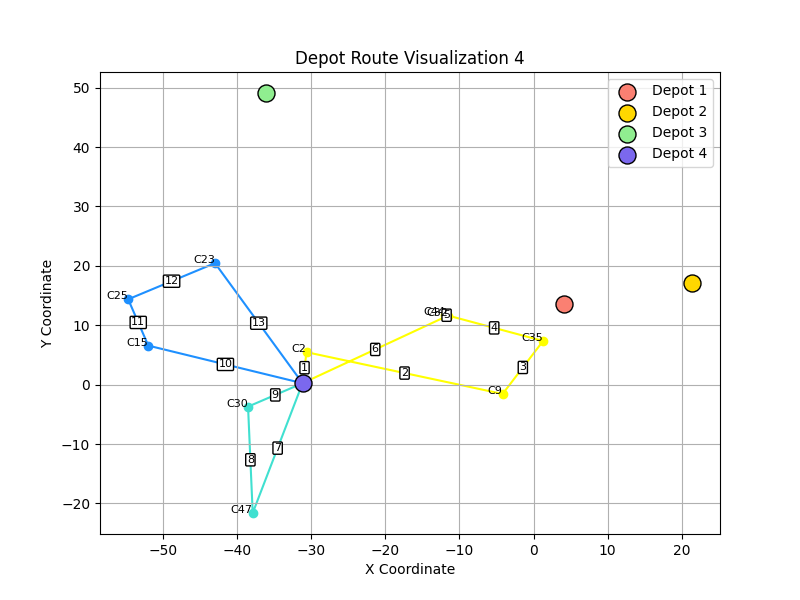 Depot Route Visualization 4
Depot 1
Depot 2
Depot 3
Depot 4
Y Coordinate
50
40
30
20
10
0
−10
−20
C23
12
C25
11
13
C15
10
C2
1
6
5
4
C35
2
3
C9
C30
9
7
8
C47
−50
−40
−30
−20
−10
0
10
20
X Coordinate